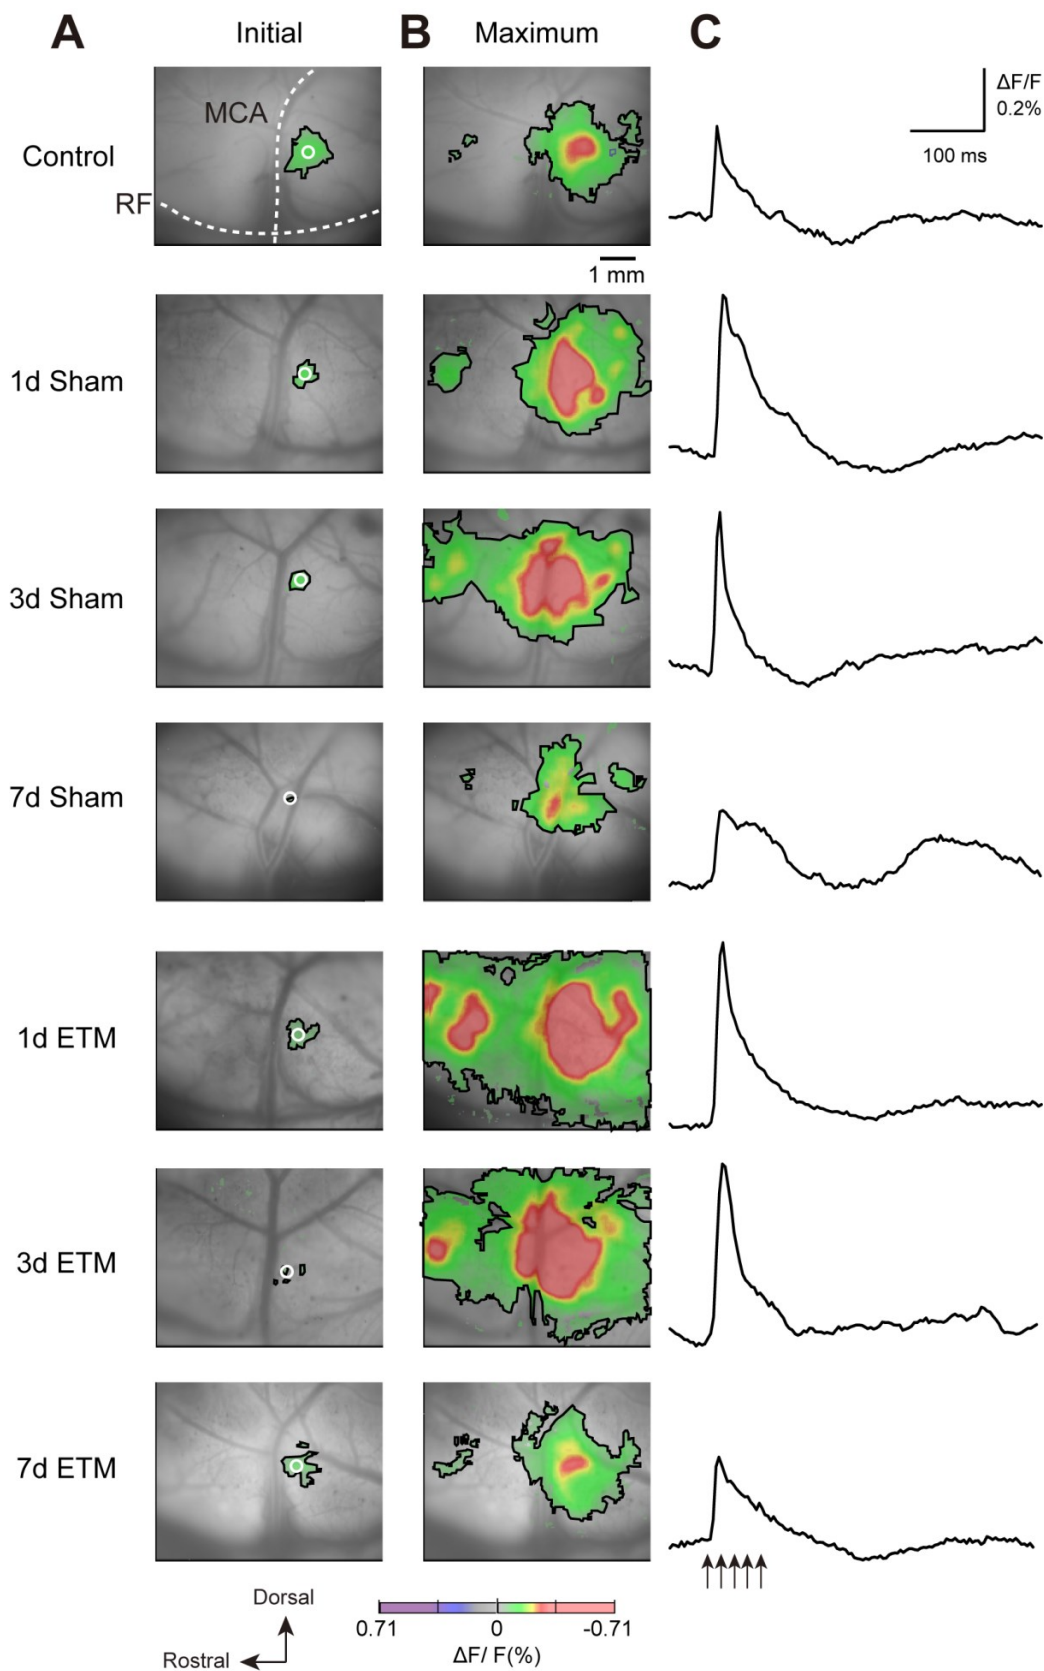 A Initial B Maximum C
ΔF/F
0.2%
100 ms
MCA
Control
RF
1 mm
1d Sham
3d Sham
7d Sham
1d ETM
3d ETM
7d ETM
Dorsal
Rostral
0.71 0 -0.71
ΔF/ F(%)